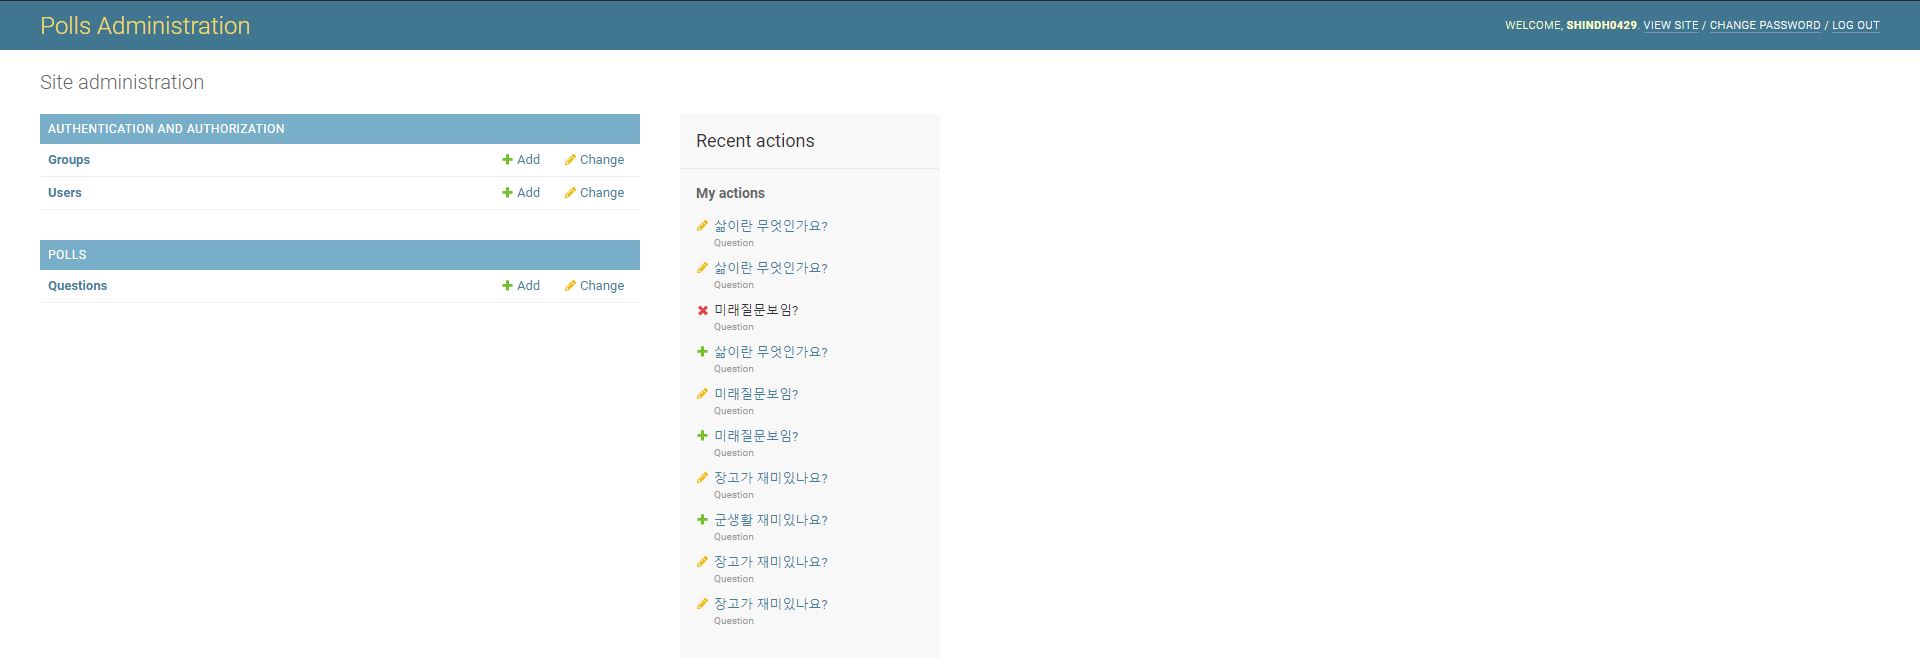 Polls Administration
WELCOME, SHINDH0429. VIEW SITE / CHANGE PASSWORD / LOG OUT
Site administration
AUTHENTICATION AND AUTHORIZATION
Groups Add Change
Users Add Change
POLLS
Questions Add Change
Recent actions
My actions
삶이란 무엇인가요?
Question
삶이란 무엇인가요?
Question
미래질문보임?
Question
삶이란 무엇인가요?
Question
미래질문보임?
Question
미래질문보임?
Question
장고가 재미있나요?
Question
군생활 재미있나요?
Question
장고가 재미있나요?
Question
장고가 재미있나요?
Question